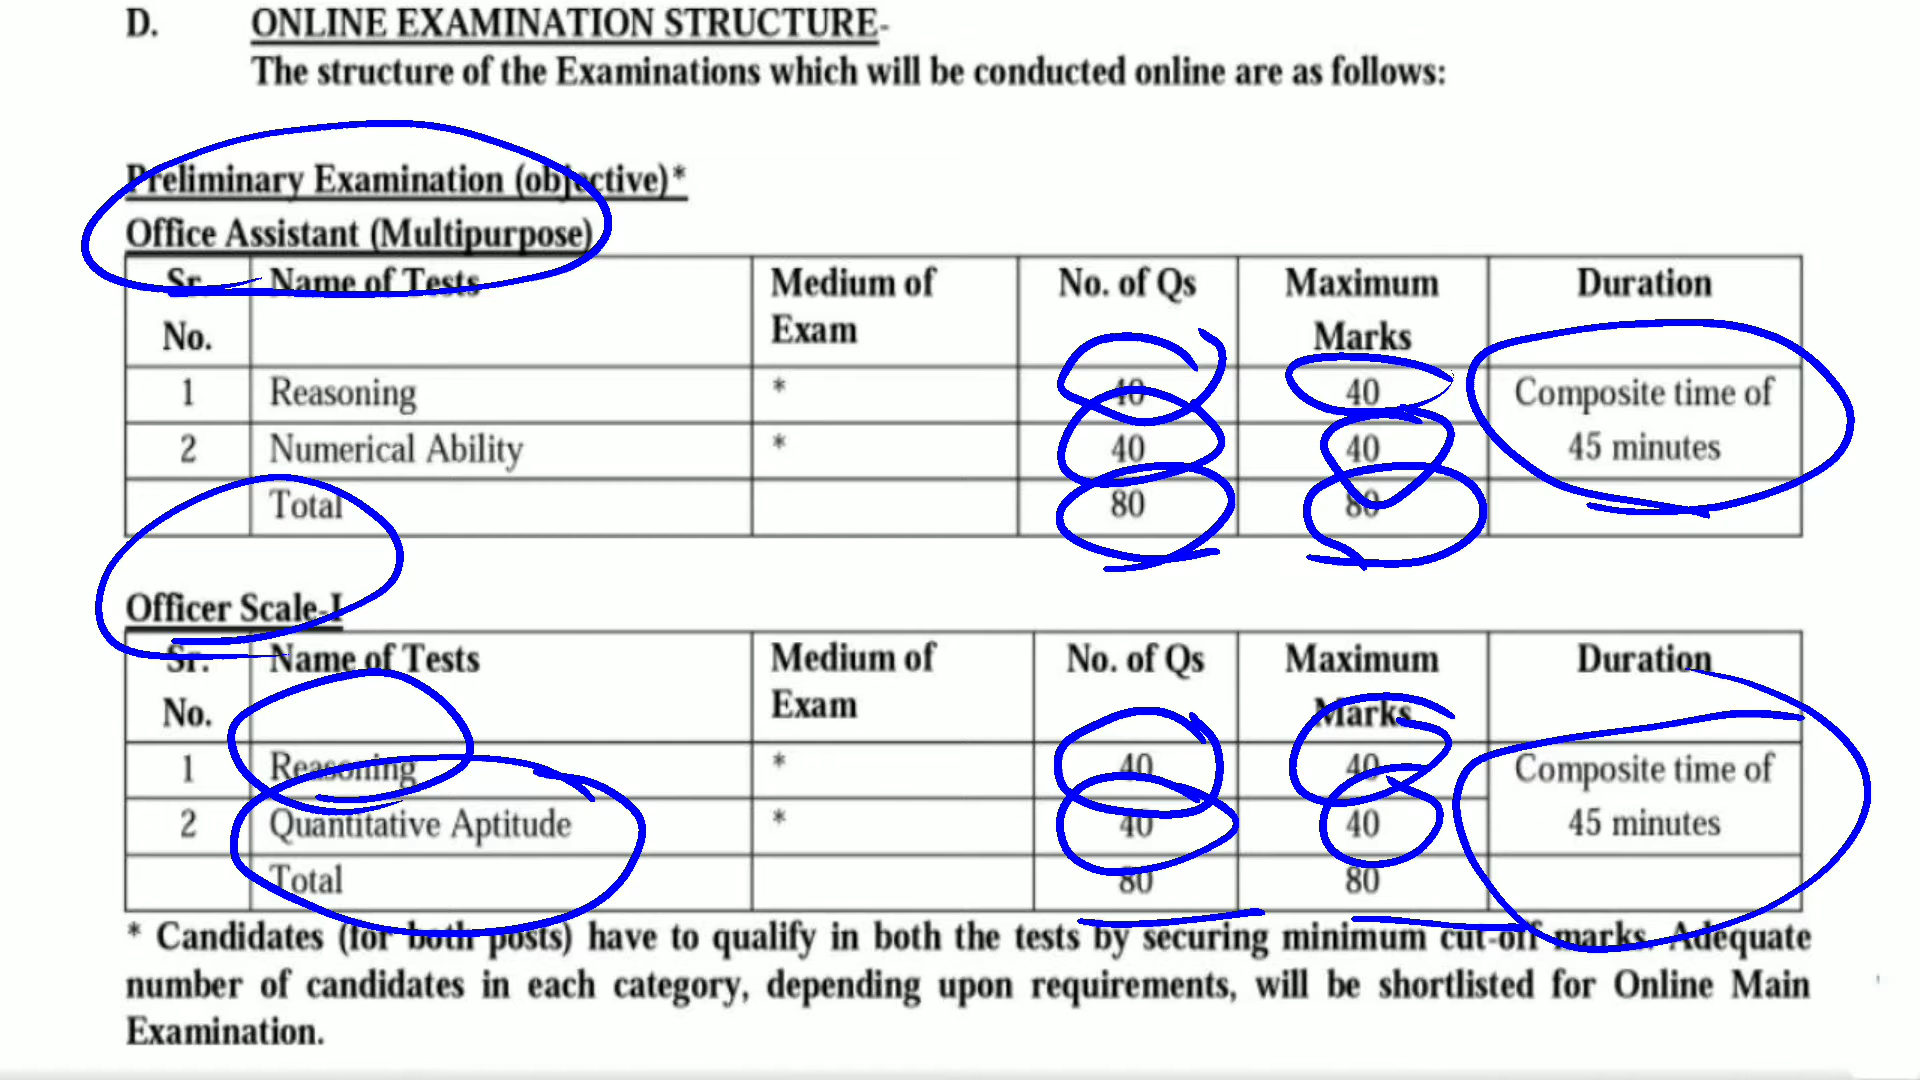 D. ONLINE EXAMINATION STRUCTURE-
The structure of the Examinations which will be conducted online are as follows:
Preliminary Examination (objective)*
Office Assistant (Multipurpose)
Sr. No. Name of Tests Medium of Exam No. of Qs Maximum Marks Duration
1 Reasoning * 40 40 Composite time of
2 Numerical Ability * 40 40 45 minutes
Total 80 80
Officer Scale-I
Sr. No. Name of Tests Medium of Exam No. of Qs Maximum Marks Duration
1 Reasoning * 40 40 Composite time of
2 Quantitative Aptitude * 40 40 45 minutes
Total 80 80
* Candidates (for both posts) have to qualify in both the tests by securing minimum cut-off marks. Adequate
number of candidates in each category, depending upon requirements, will be shortlisted for Online Main
Examination.